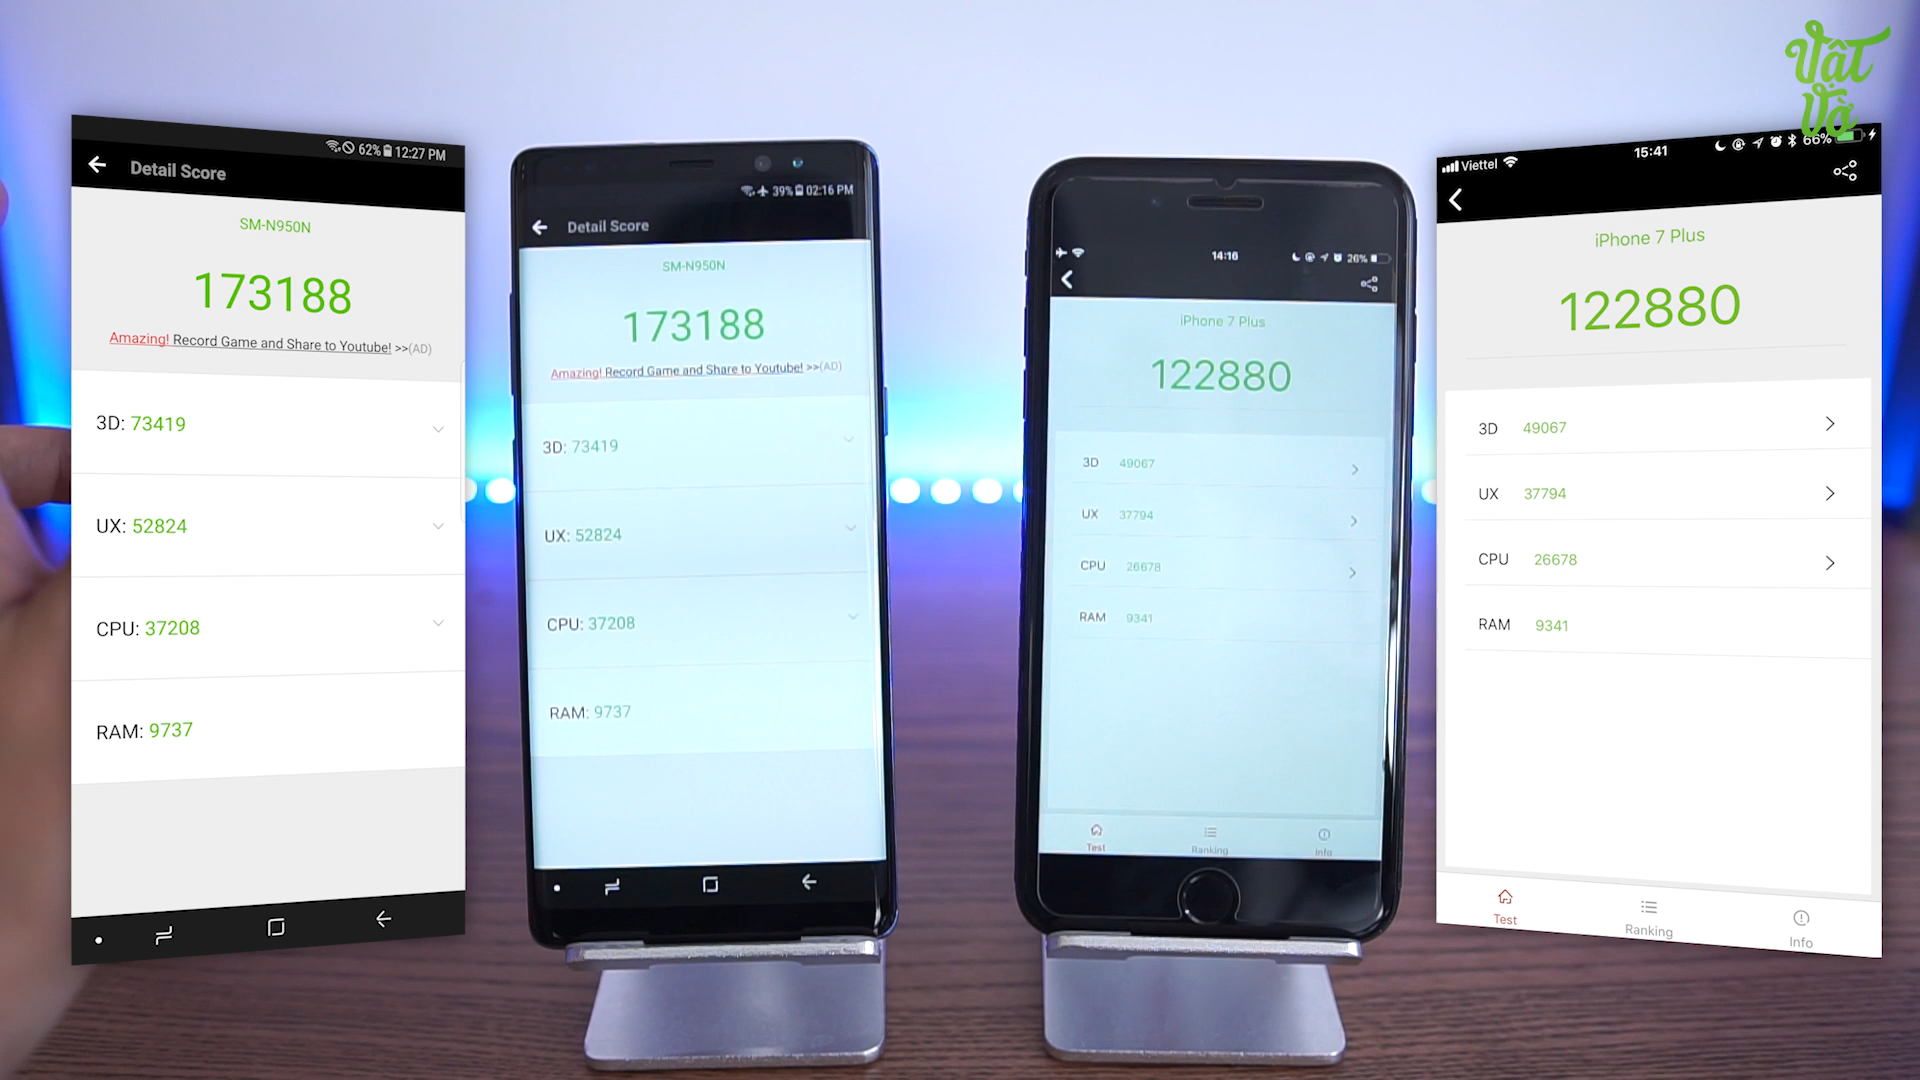 Vật
Vờ
62% 12:27 PM
Detail Score
SM-N950N
173188
Amazing! Record Game and Share to Youtube! >>(AD)
3D: 73419
UX: 52824
CPU: 37208
RAM: 9737
39% 02:16 PM
Detail Score
SM-N950N
173188
Amazing! Record Game and Share to Youtube! >>(AD)
3D: 73419
UX: 52824
CPU: 37208
RAM: 9737
14:16 26%
iPhone 7 Plus
122880
3D 49067
UX 37794
CPU 26678
RAM 9341
Test Ranking Info
Viettel 15:41 66%
iPhone 7 Plus
122880
3D 49067
UX 37794
CPU 26678
RAM 9341
Test Ranking Info